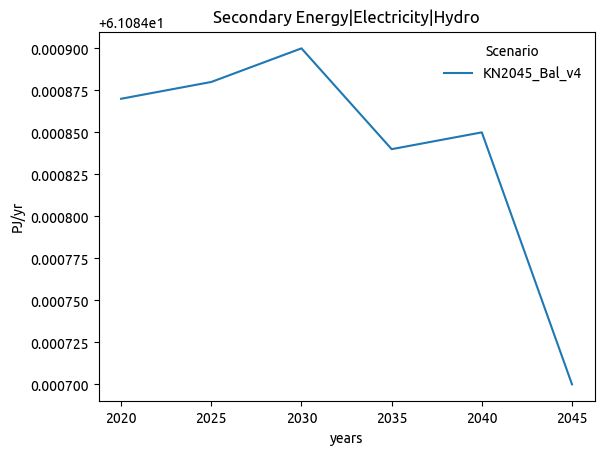 Secondary Energy|Electricity|Hydro
+6.1084e1
Scenario
KN2045_Bal_v4
0.000900
0.000875
0.000850
0.000825
0.000800
0.000775
0.000750
0.000725
0.000700
PJ/yr
2020 2025 2030 2035 2040 2045
years